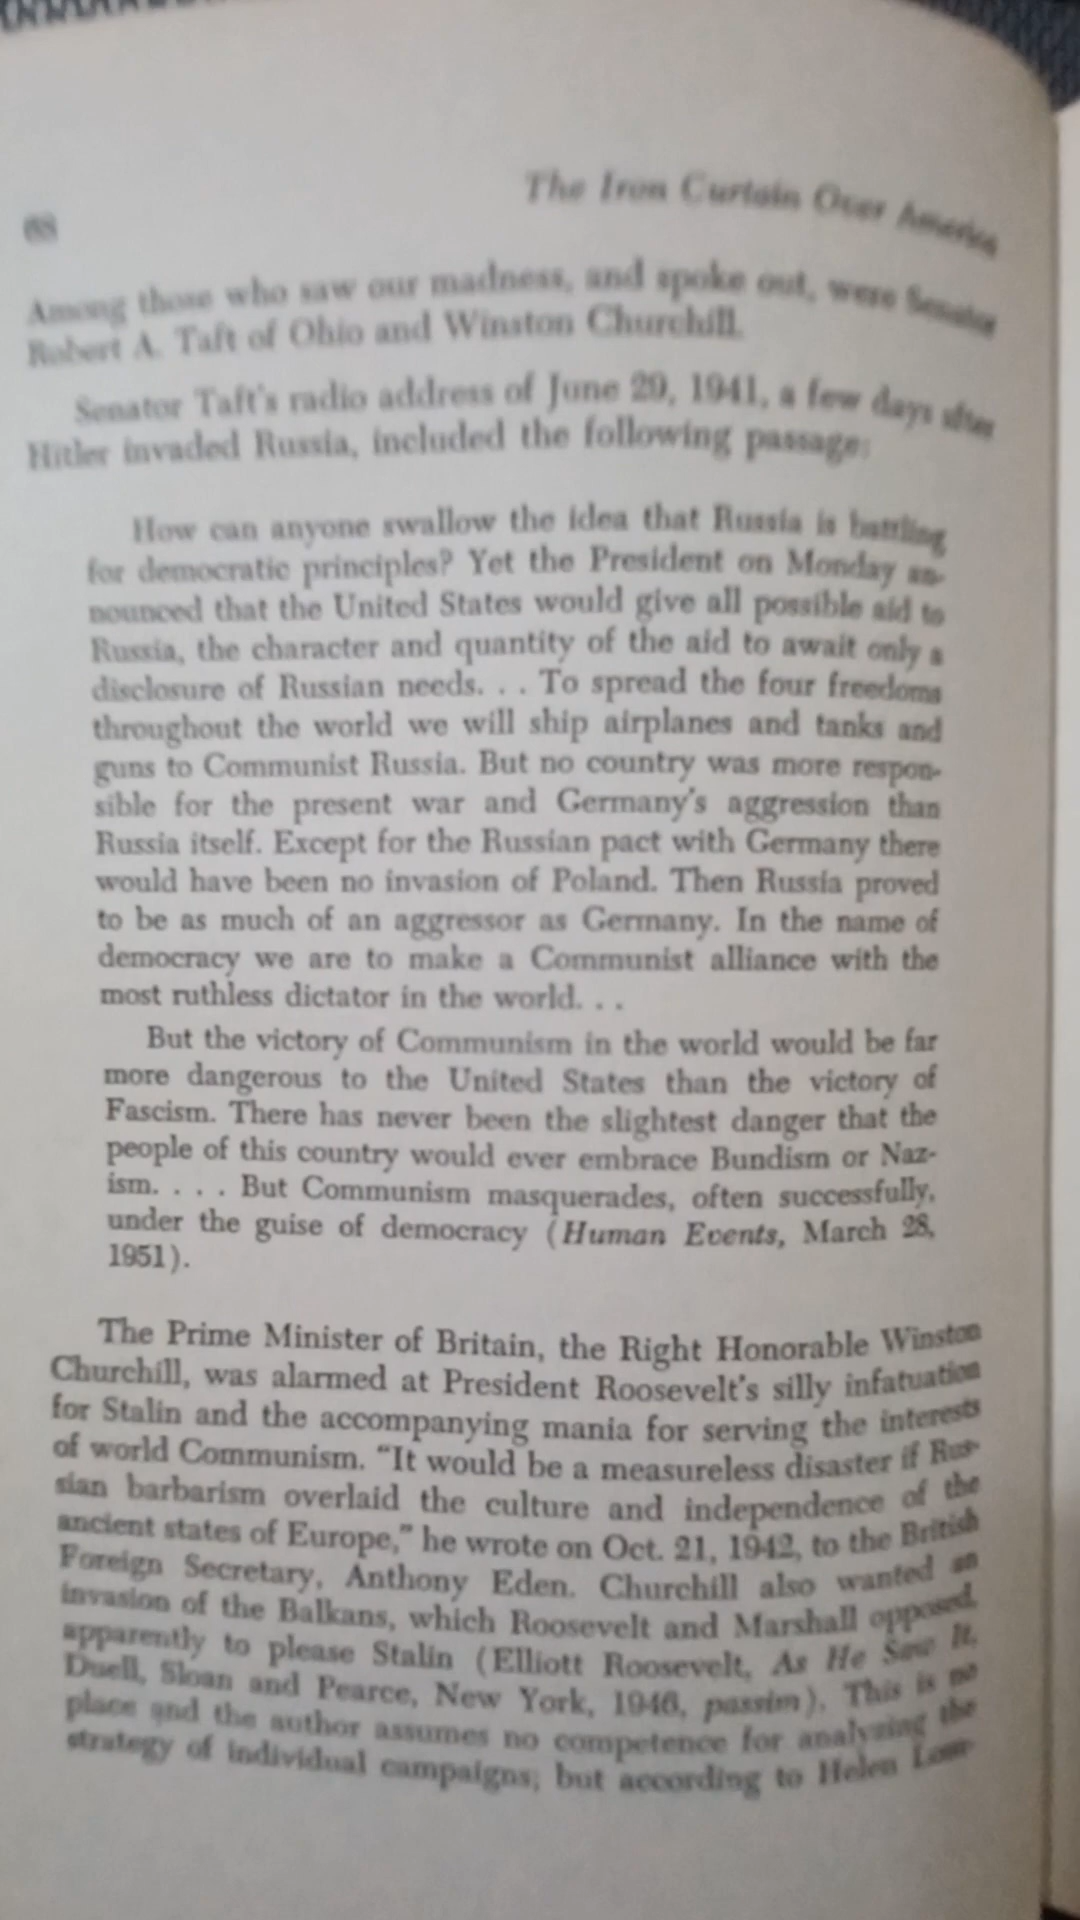 68
The Iron Curtain Over America
Among those who saw our madness, and spoke out, were Senator
Robert A. Taft of Ohio and Winston Churchill.
Senator Taft's radio address of June 29, 1941, a few days after
Hitler invaded Russia, included the following passage:
How can anyone swallow the idea that Russia is battling
for democratic principles? Yet the President on Monday an-
nounced that the United States would give all possible aid to
Russia, the character and quantity of the aid to await only a
disclosure of Russian needs. . . To spread the four freedoms
throughout the world we will ship airplanes and tanks and
guns to Communist Russia. But no country was more respon-
sible for the present war and Germany's aggression than
Russia itself. Except for the Russian pact with Germany there
would have been no invasion of Poland. Then Russia proved
to be as much of an aggressor as Germany. In the name of
democracy we are to make a Communist alliance with the
most ruthless dictator in the world. . .
But the victory of Communism in the world would be far
more dangerous to the United States than the victory of
Fascism. There has never been the slightest danger that the
people of this country would ever embrace Bundism or Naz-
ism. . . . But Communism masquerades, often successfully,
under the guise of democracy (Human Events, March 28,
1951).
The Prime Minister of Britain, the Right Honorable Winston
Churchill, was alarmed at President Roosevelt's silly infatuation
for Stalin and the accompanying mania for serving the interests
of world Communism. "It would be a measureless disaster if Rus-
sian barbarism overlaid the culture and independence of the
ancient states of Europe," he wrote on Oct. 21, 1942, to the British
Foreign Secretary, Anthony Eden. Churchill also wanted an
invasion of the Balkans, which Roosevelt and Marshall opposed,
apparently to please Stalin (Elliott Roosevelt, As He Saw It,
Duell, Sloan and Pearce, New York, 1946, passim). This is no
place and the author assumes no competence for analyzing the
strategy of individual campaigns; but according to Helen Lom-